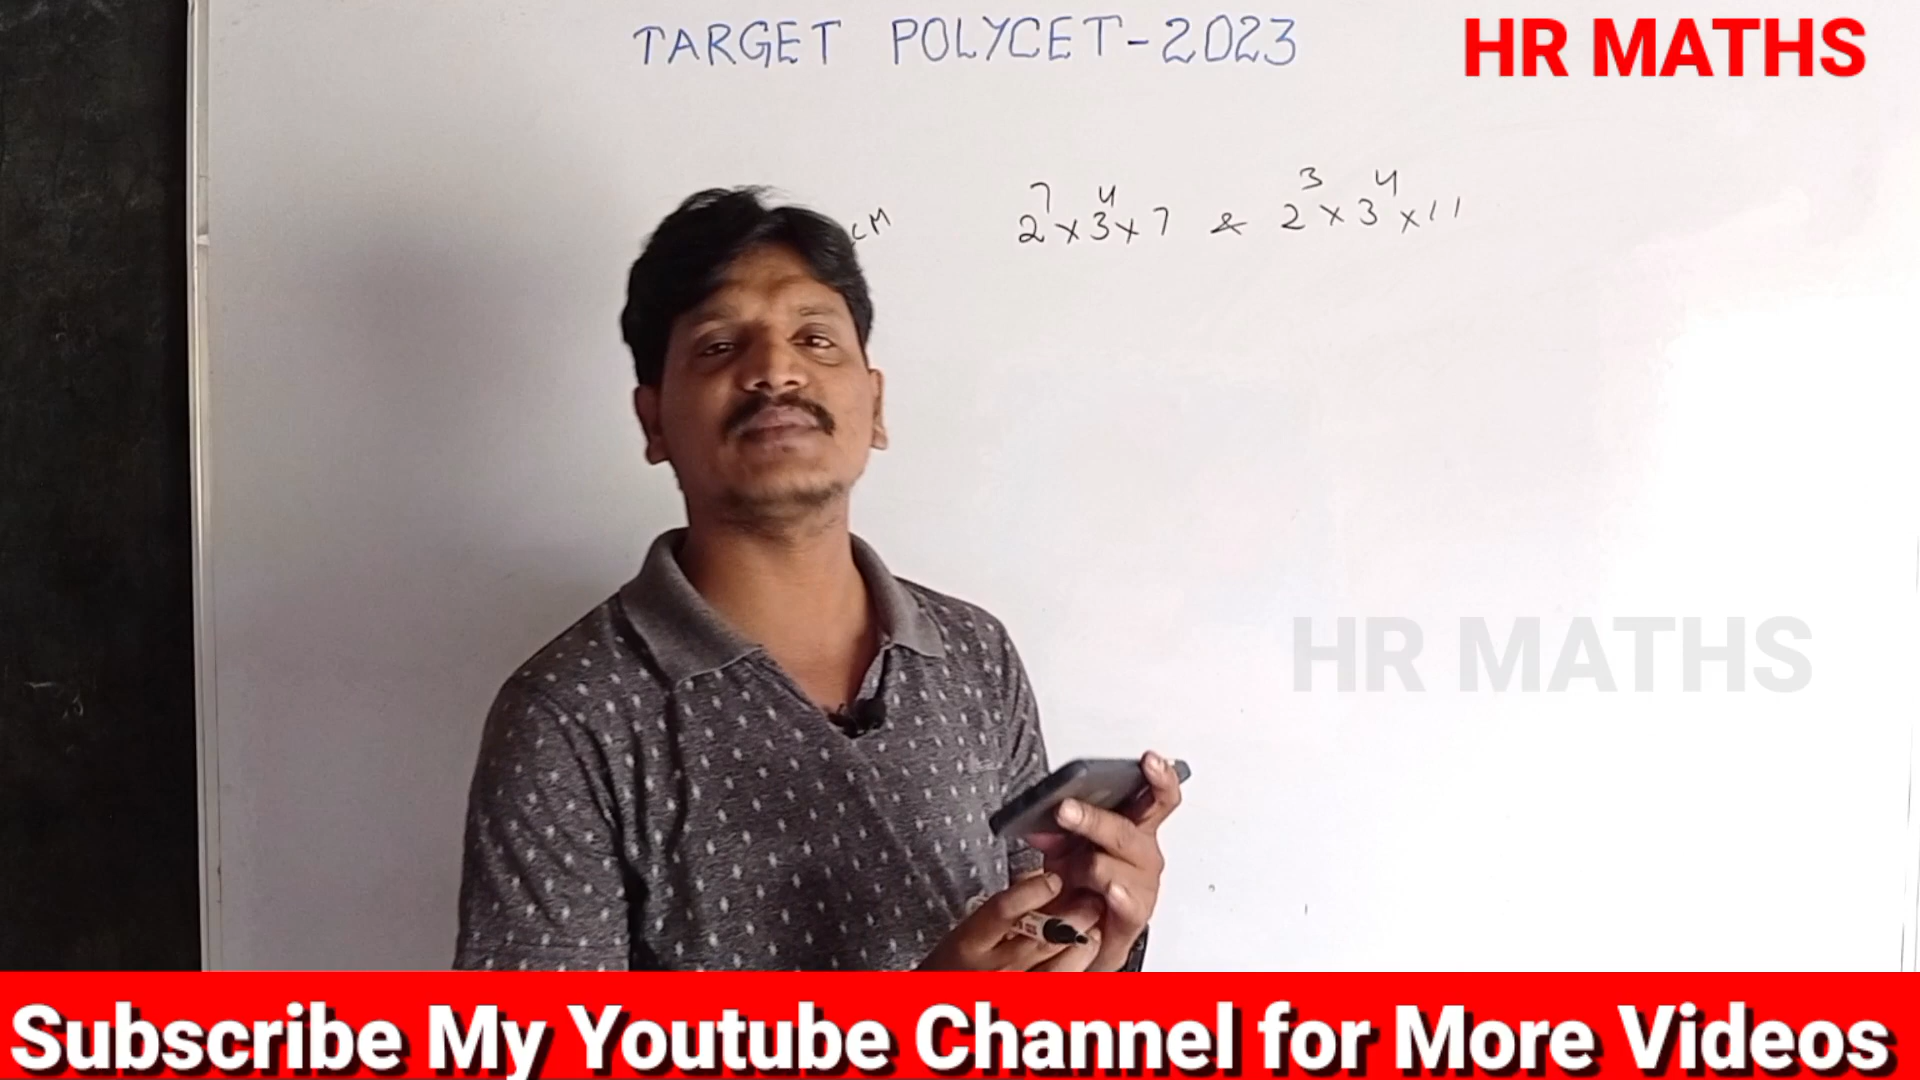 TARGET POLYCET-2023
HR MATHS
CM 2⁷×3⁴×7 & 2³×3⁴×11
HR MATHS
Subscribe My Youtube Channel for More Videos